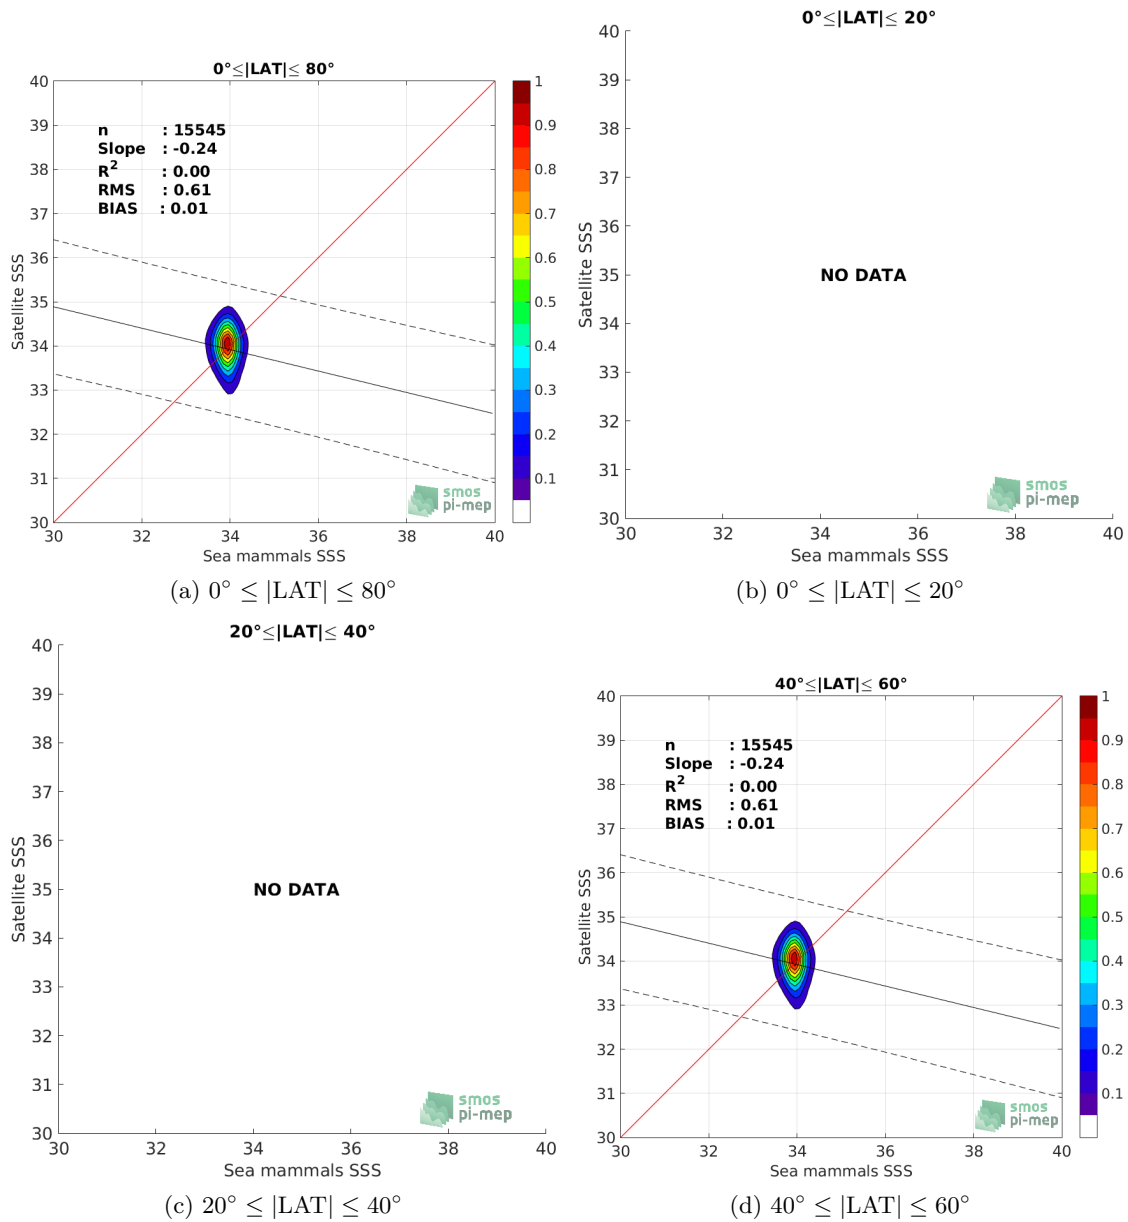 0°≤|LAT|≤ 80°
40
39
38
37
36
35
34
33
32
31
30
Satellite SSS
n : 15545
Slope : -0.24
R² : 0.00
RMS : 0.61
BIAS : 0.01
smos
pi-mep
30 32 34 36 38 40
Sea mammals SSS
1
0.9
0.8
0.7
0.6
0.5
0.4
0.3
0.2
0.1
(a) 0° ≤ |LAT| ≤ 80°
0°≤|LAT|≤ 20°
40
39
38
37
36
35
34
33
32
31
30
Satellite SSS
NO DATA
smos
pi-mep
30 32 34 36 38 40
Sea mammals SSS
(b) 0° ≤ |LAT| ≤ 20°
20°≤|LAT|≤ 40°
40
39
38
37
36
35
34
33
32
31
30
Satellite SSS
NO DATA
smos
pi-mep
30 32 34 36 38 40
Sea mammals SSS
(c) 20° ≤ |LAT| ≤ 40°
40°≤|LAT|≤ 60°
40
39
38
37
36
35
34
33
32
31
30
Satellite SSS
n : 15545
Slope : -0.24
R² : 0.00
RMS : 0.61
BIAS : 0.01
smos
pi-mep
30 32 34 36 38 40
Sea mammals SSS
1
0.9
0.8
0.7
0.6
0.5
0.4
0.3
0.2
0.1
(d) 40° ≤ |LAT| ≤ 60°